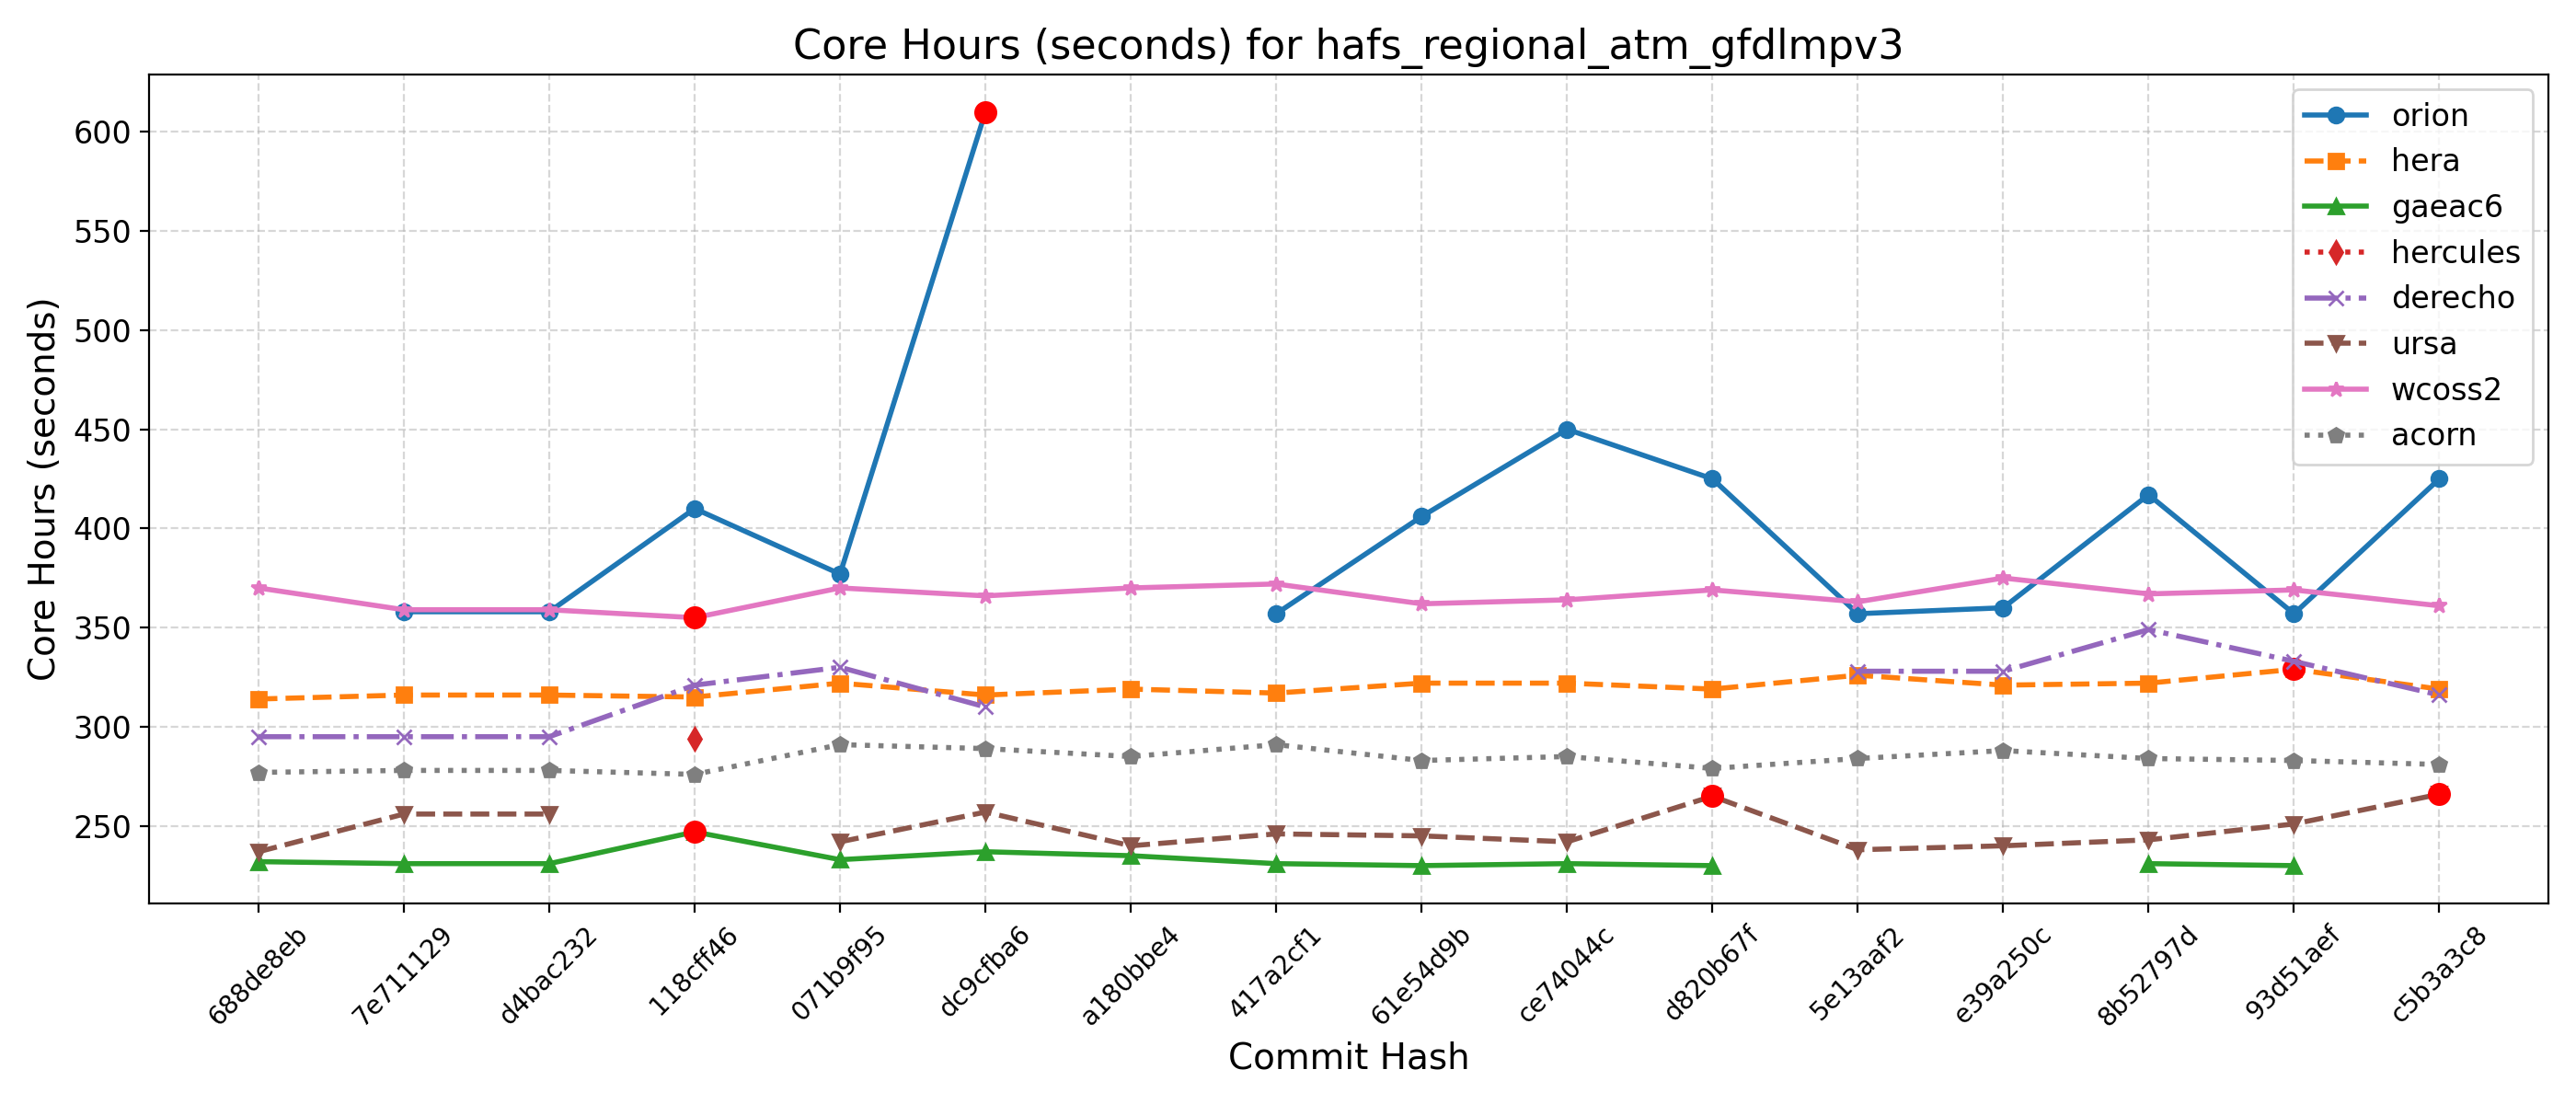 Core Hours (seconds) for hafs_regional_atm_gfdlmpv3
Core Hours (seconds)
600
550
500
450
400
350
300
250
orion
hera
gaeac6
hercules
derecho
ursa
wcoss2
acorn
688de8eb
7e711129
d4bac232
118cff46
071b9f95
dc9cfba6
a180bbe4
417a2cf1
61e54d9b
ce74044c
d820b67f
5e13aaf2
e39a250c
8b52797d
93d51aef
c5b3a3c8
Commit Hash